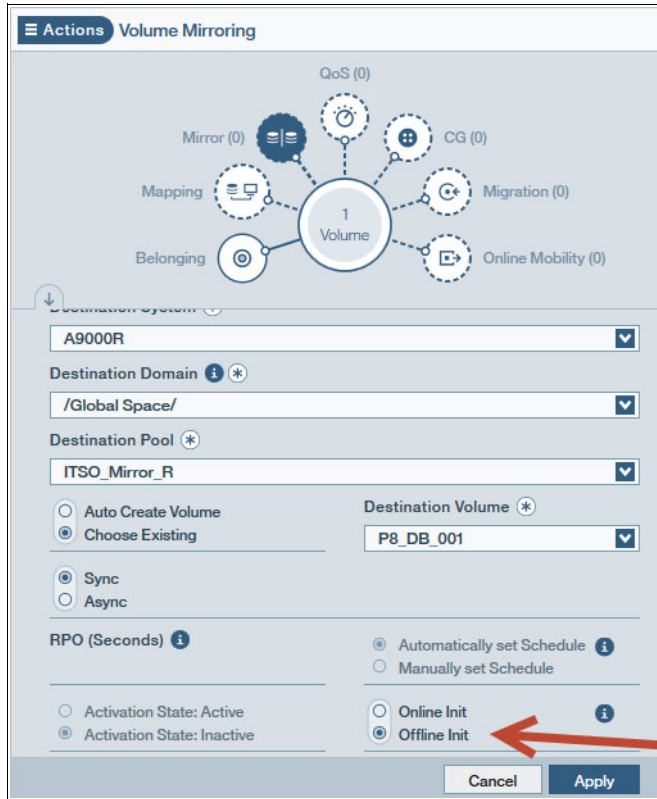 Actions Volume Mirroring
QoS (0)
Mirror (0)
CG (0)
Mapping
Migration (0)
1
Volume
Belonging
Online Mobility (0)
Destination System
A9000R
Destination Domain
/Global Space/
Destination Pool
ITSO_Mirror_R
Auto Create Volume
Choose Existing
Destination Volume
P8_DB_001
Sync
Async
RPO (Seconds)
Automatically set Schedule
Manually set Schedule
Activation State: Active
Activation State: Inactive
Online Init
Offline Init
Cancel Apply